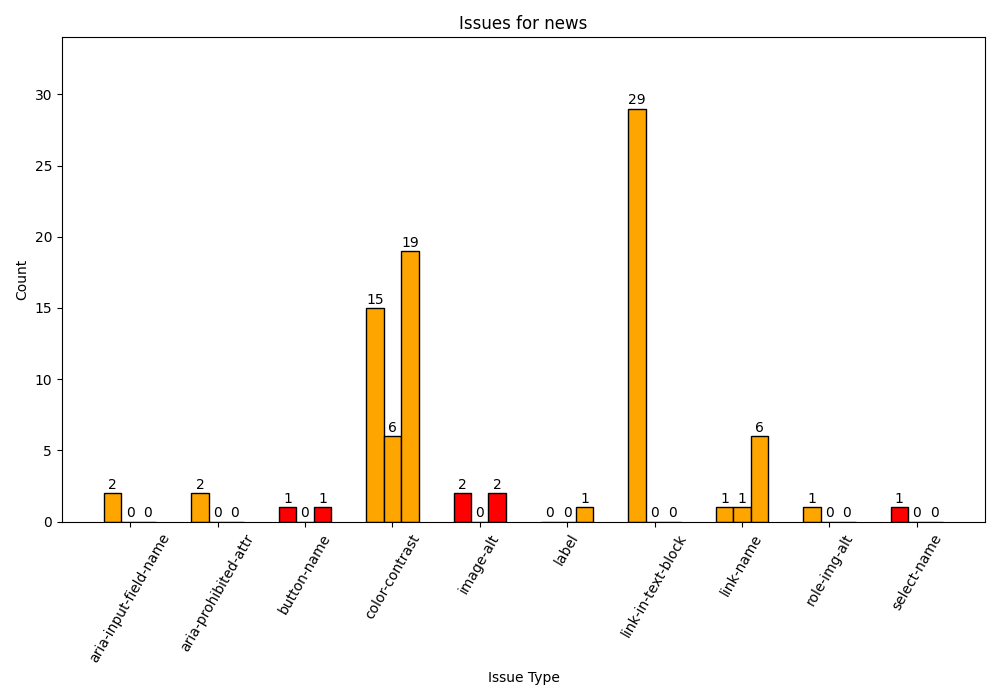 Issues for news
Count
30
25
20
15
10
5
0
2 0 0
2 0 0
1 0 1
15 6 19
2 0 2
0 0 1
29 0 0
1 1 6
1 0 0
1 0 0
aria-input-field-name
aria-prohibited-attr
button-name
color-contrast
image-alt
label
link-in-text-block
link-name
role-img-alt
select-name
Issue Type